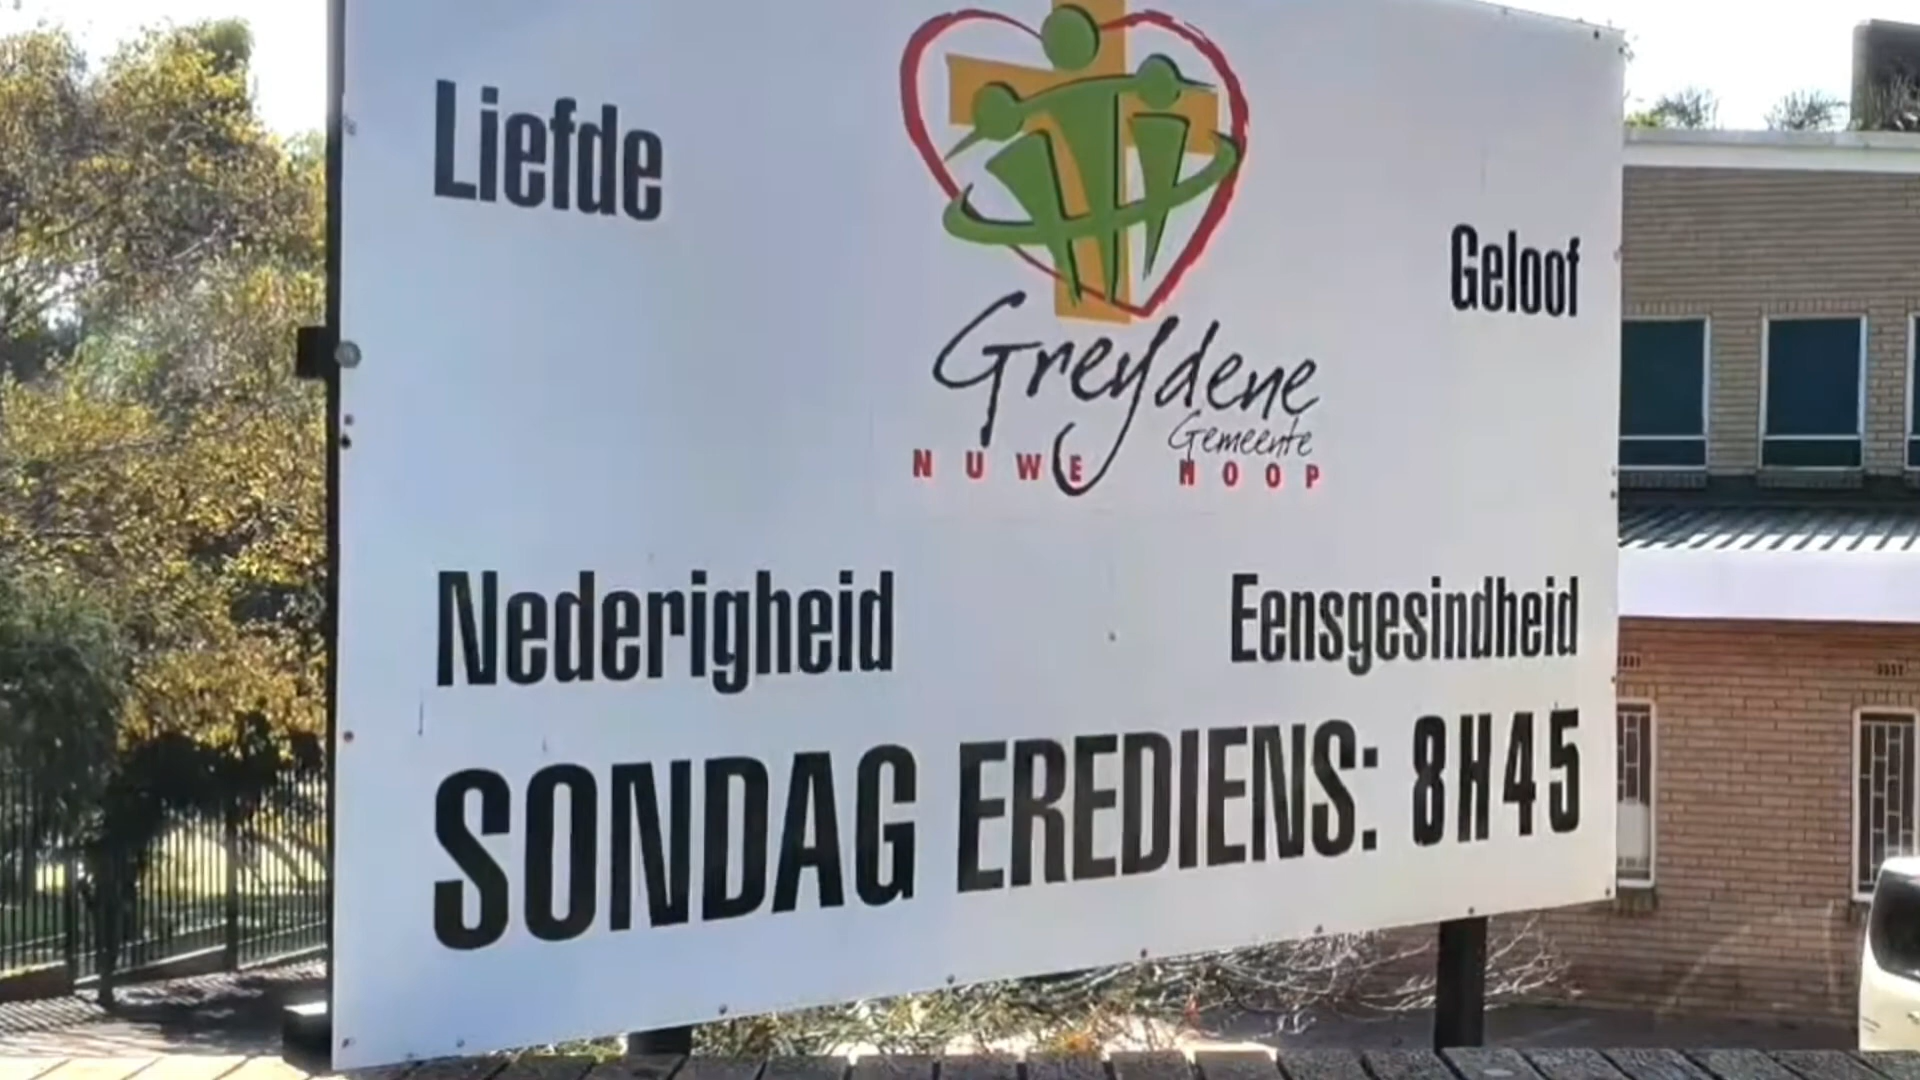 Liefde
Geloof
Greydene
Gemeente
NUWE HOOP
Nederigheid
Eensgesindheid
SONDAG EREDIENS: 8H45